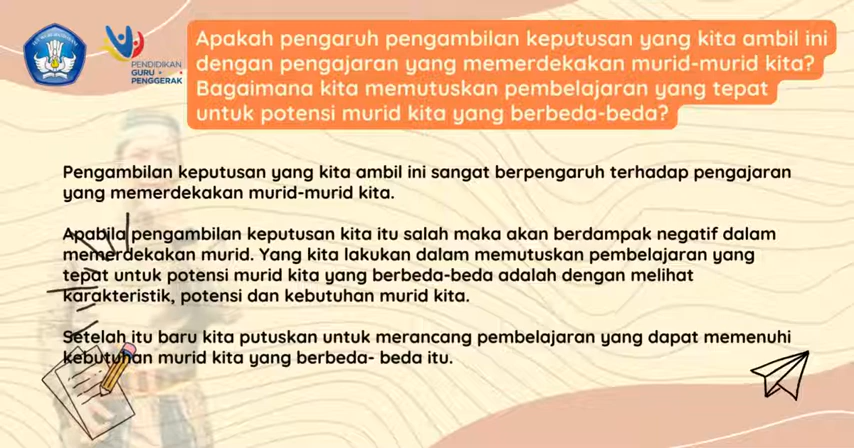 PENDIDIKAN
GURU
PENGGERAK
Apakah pengaruh pengambilan keputusan yang kita ambil ini
dengan pengajaran yang memerdekakan murid-murid kita?
Bagaimana kita memutuskan pembelajaran yang tepat
untuk potensi murid kita yang berbeda-beda?
Pengambilan keputusan yang kita ambil ini sangat berpengaruh terhadap pengajaran
yang memerdekakan murid-murid kita.
Apabila pengambilan keputusan kita itu salah maka akan berdampak negatif dalam
memerdekakan murid. Yang kita lakukan dalam memutuskan pembelajaran yang
tepat untuk potensi murid kita yang berbeda-beda adalah dengan melihat
karakteristik, potensi dan kebutuhan murid kita.
Setelah itu baru kita putuskan untuk merancang pembelajaran yang dapat memenuhi
kebutuhan murid kita yang berbeda- beda itu.